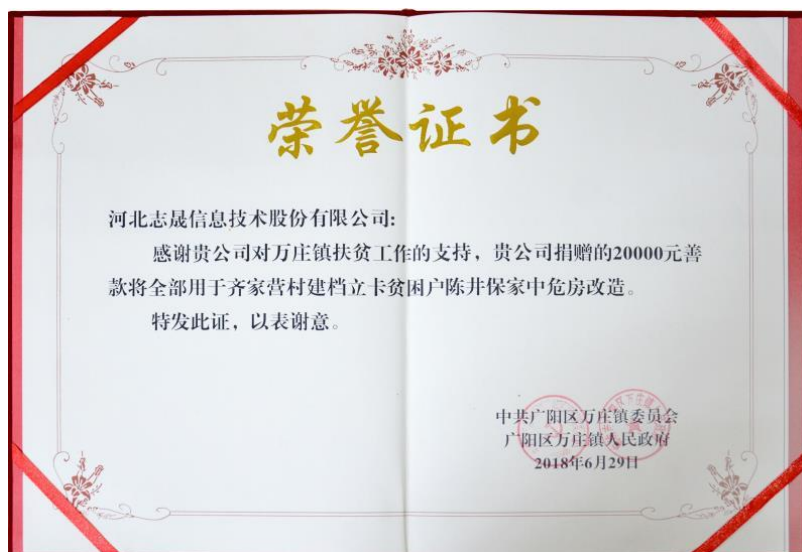 荣誉证书
河北志晟信息技术股份有限公司:
感谢贵公司对万庄镇扶贫工作的支持，贵公司捐赠的20000元善
款将全部用于齐家营村建档立卡贫困户陈井保家中危房改造。
特发此证，以表谢意。
中共广阳区万庄镇委员会
广阳区万庄镇人民政府
2018年6月29日